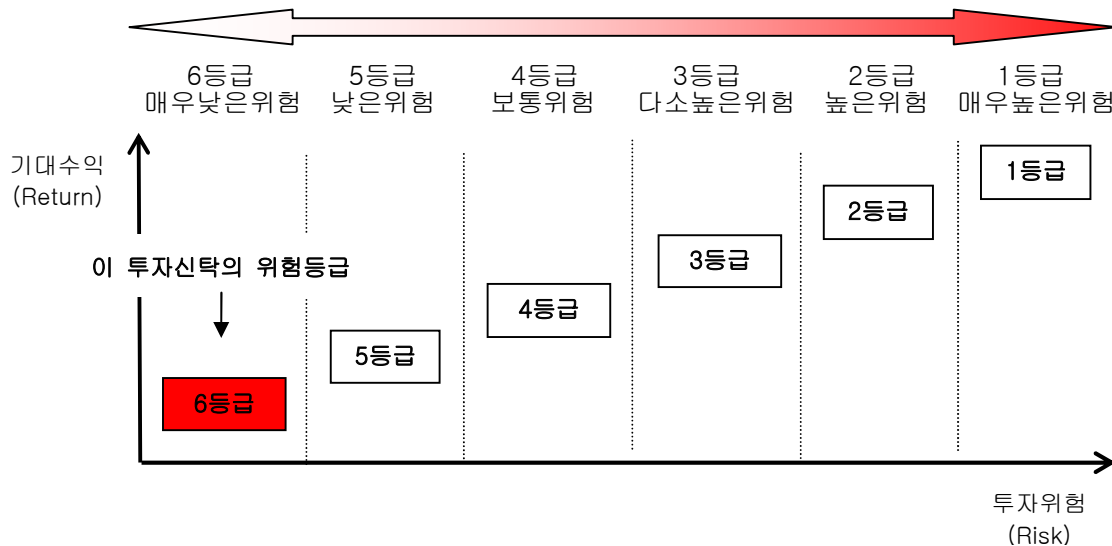 6등급 5등급 4등급 3등급 2등급 1등급
매우낮은위험 낮은위험 보통위험 다소높은위험 높은위험 매우높은위험
기대수익
(Return)
1등급
2등급
3등급
이 투자신탁의 위험등급
4등급
5등급
6등급
투자위험
(Risk)